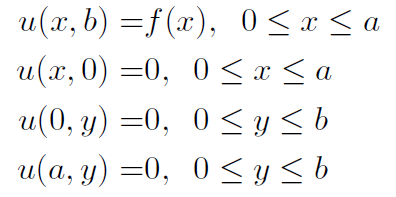 u(x, b) =f(x), 0 ≤ x ≤ a
u(x, 0) =0, 0 ≤ x ≤ a
u(0, y) =0, 0 ≤ y ≤ b
u(a, y) =0, 0 ≤ y ≤ b